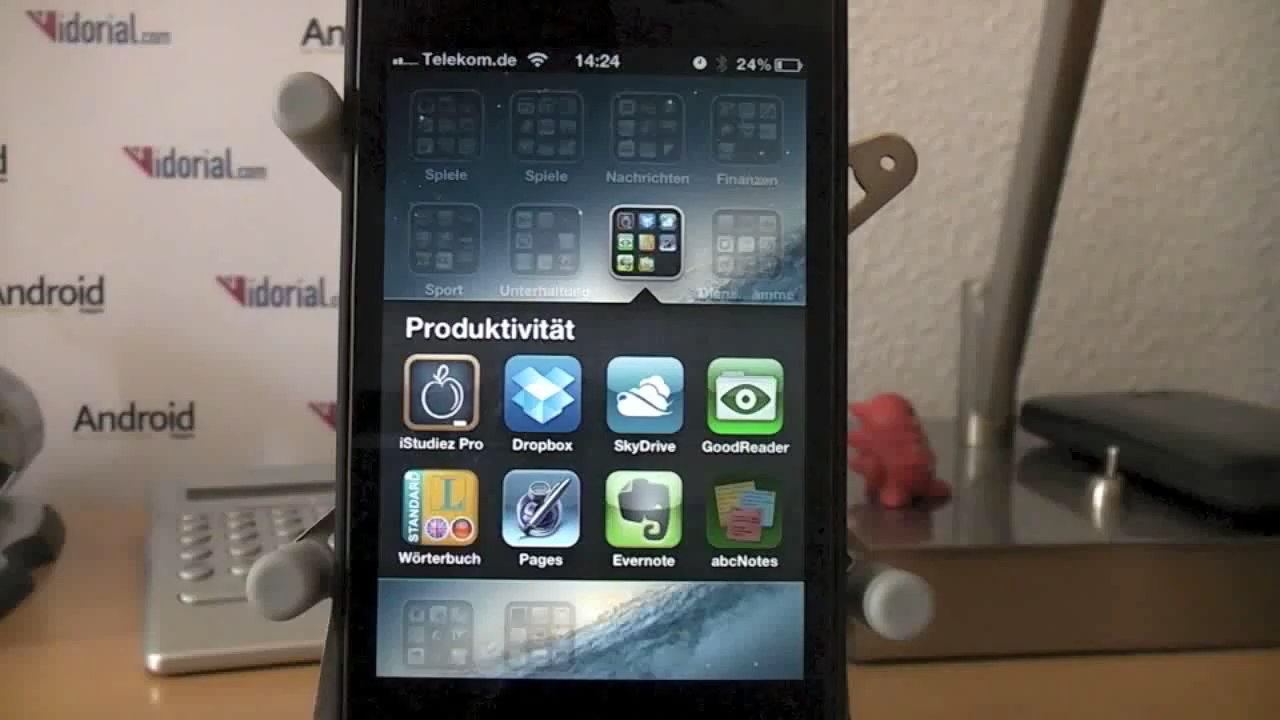 Vidorial.com
An
Vidorial.com
Android
Vidorial.
Android
Telekom.de 14:24 24%
Spiele Spiele Nachrichten Finanzen
Sport Unterhaltung
Produktivität
iStudiez Pro Dropbox SkyDrive GoodReader
STANDARD L
Wörterbuch Pages Evernote abcNotes